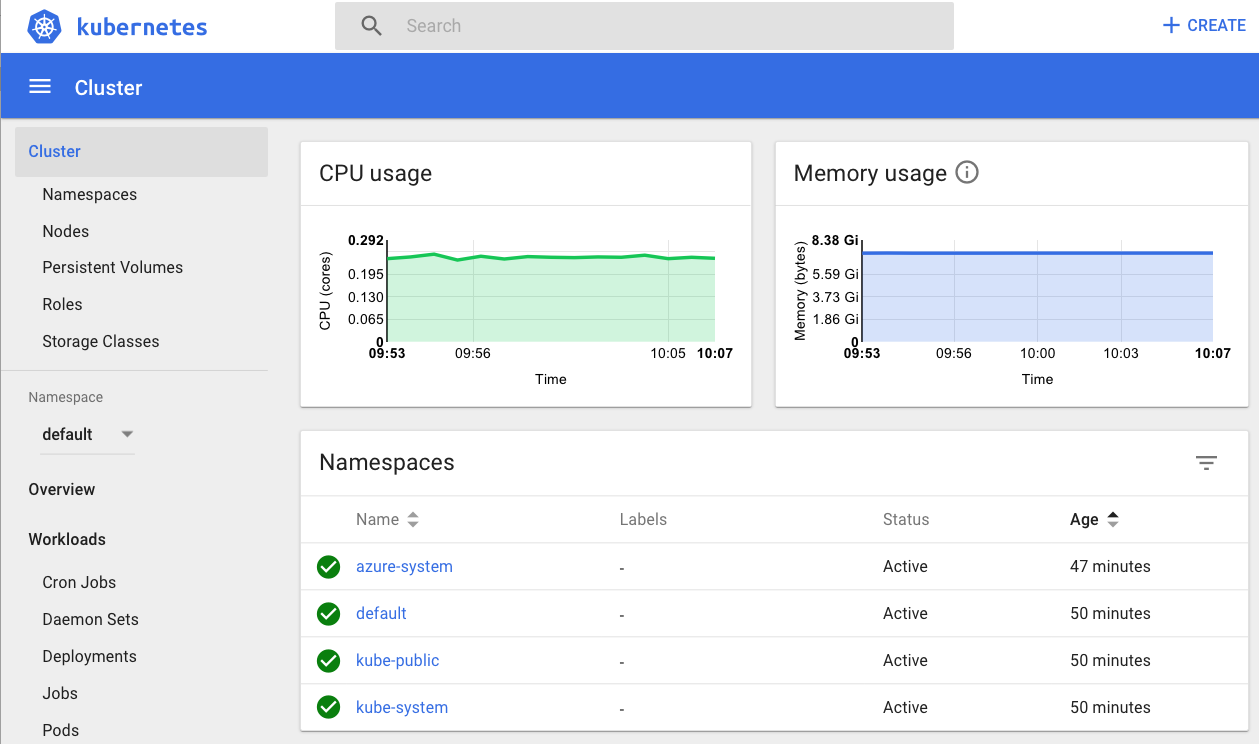 kubernetes
Search
CREATE
Cluster
Cluster
Namespaces
Nodes
Persistent Volumes
Roles
Storage Classes
Namespace
default
Overview
Workloads
Cron Jobs
Daemon Sets
Deployments
Jobs
Pods
CPU usage
CPU (cores)
0.292
0.195
0.130
0.065
0
09:53 09:56 10:05 10:07
Time
Memory usage
Memory (bytes)
8.38 Gi
5.59 Gi
3.73 Gi
1.86 Gi
0
09:53 09:56 10:00 10:03 10:07
Time
Namespaces
Name Labels Status Age
azure-system - Active 47 minutes
default - Active 50 minutes
kube-public - Active 50 minutes
kube-system - Active 50 minutes